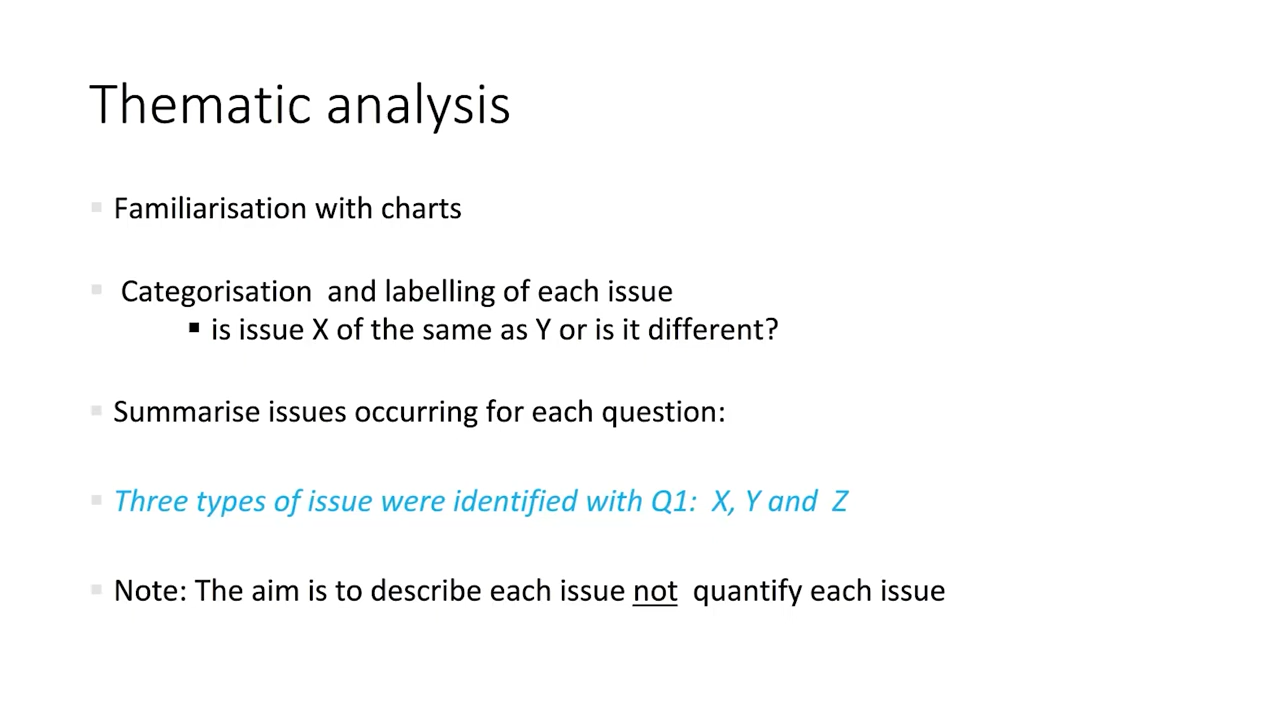 Thematic analysis
Familiarisation with charts
Categorisation  and labelling of each issue
is issue X of the same as Y or is it different?
Summarise issues occurring for each question:
Three types of issue were identified with Q1:  X, Y and  Z
Note: The aim is to describe each issue not  quantify each issue